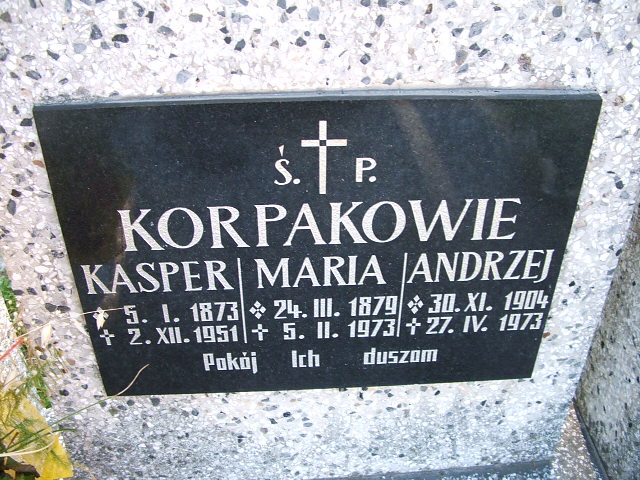 Ś. P.
KORPAKOWIE
KASPER MARIA ANDRZEJ
5. I. 1873 24. III. 1879 30. XI. 1904
2. XII. 1951 5. II. 1973 27. IV. 1973
Pokój Ich duszom